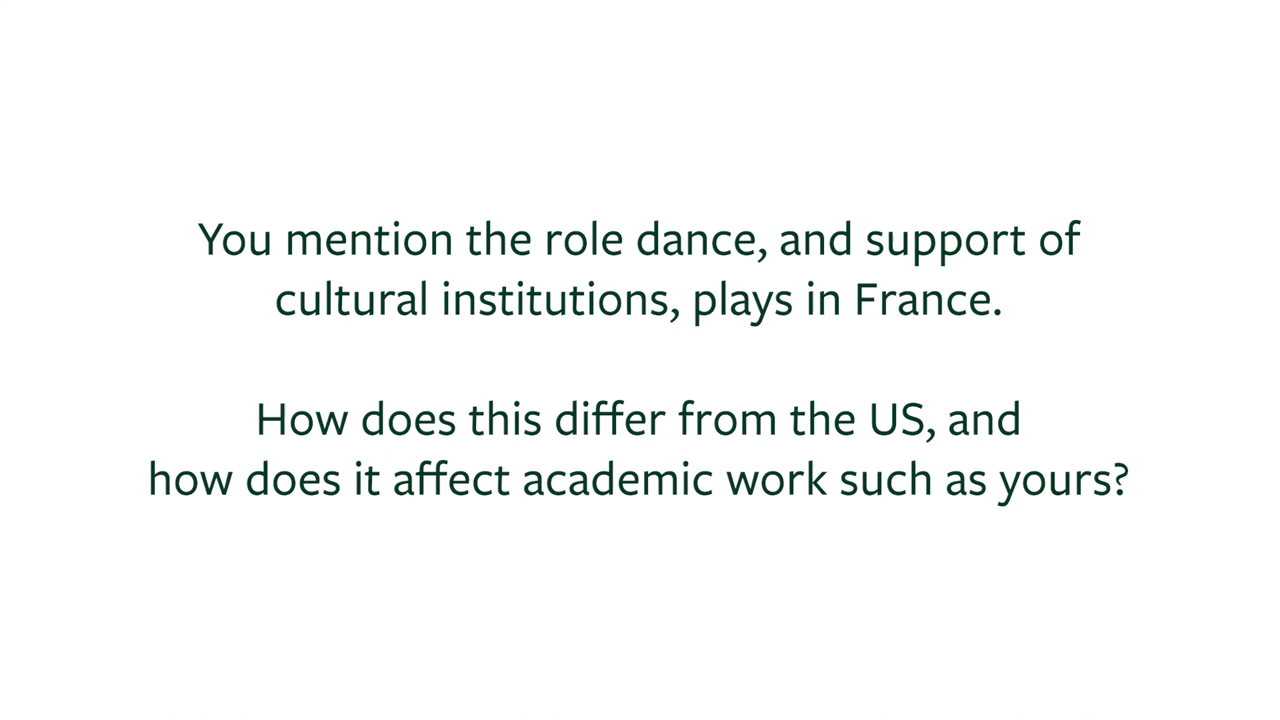 You mention the role dance, and support of
cultural institutions, plays in France.
How does this differ from the US, and
how does it affect academic work such as yours?